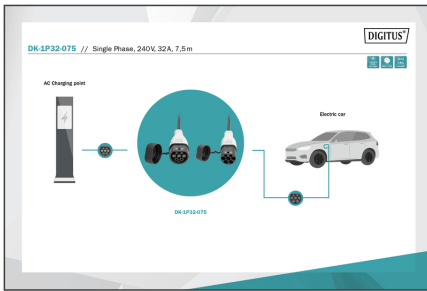 DIGITUS®
DK-1P32-075 // Single Phase, 240V, 32A, 7,5m
AC Charging point
Electric car
DK-1P32-075